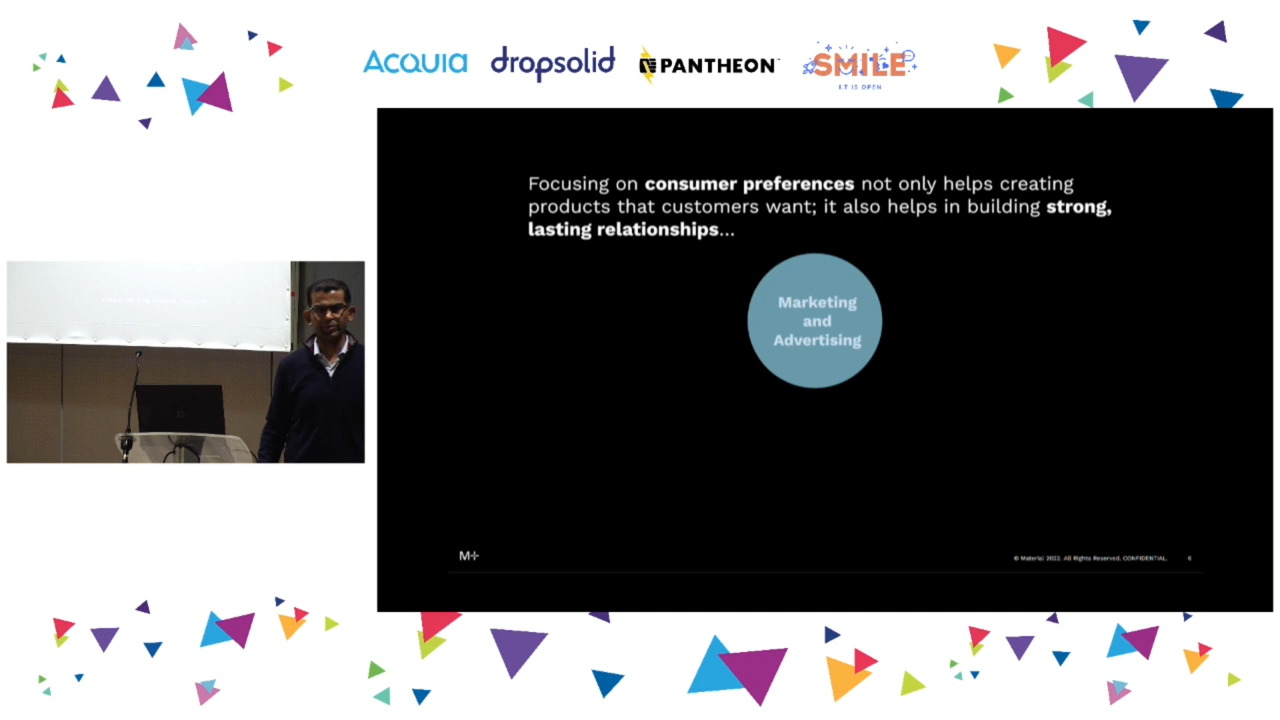 ACQUIA dropsolid PANTHEON SMILE
I.T IS OPEN
Focusing on consumer preferences not only helps creating
products that customers want; it also helps in building strong,
lasting relationships...
Marketing
and
Advertising
M+
© Material 2022. All Rights Reserved, CONFIDENTIAL. 6